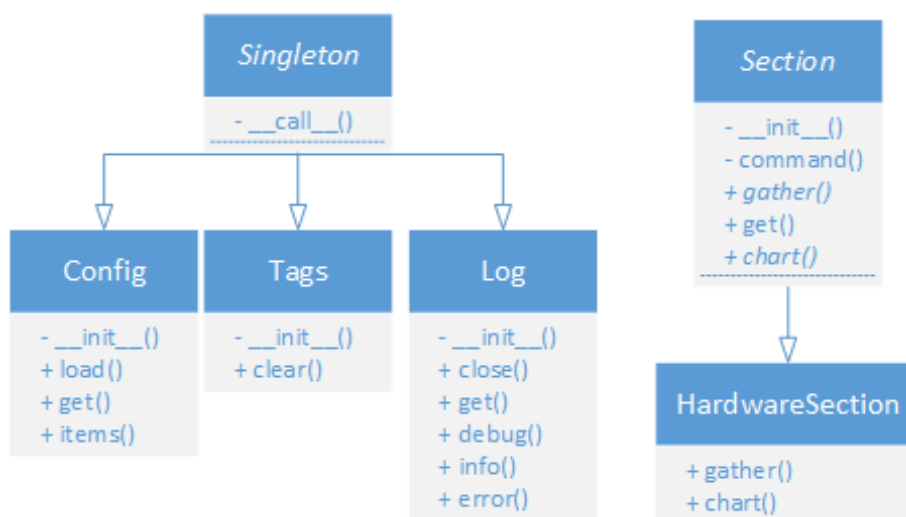 Singleton
- __call__()
Config
- __init__()
+ load()
+ get()
+ items()
Tags
- __init__()
+ clear()
Log
- __init__()
+ close()
+ get()
+ debug()
+ info()
+ error()
Section
- __init__()
- command()
+ gather()
+ get()
+ chart()
HardwareSection
+ gather()
+ chart()